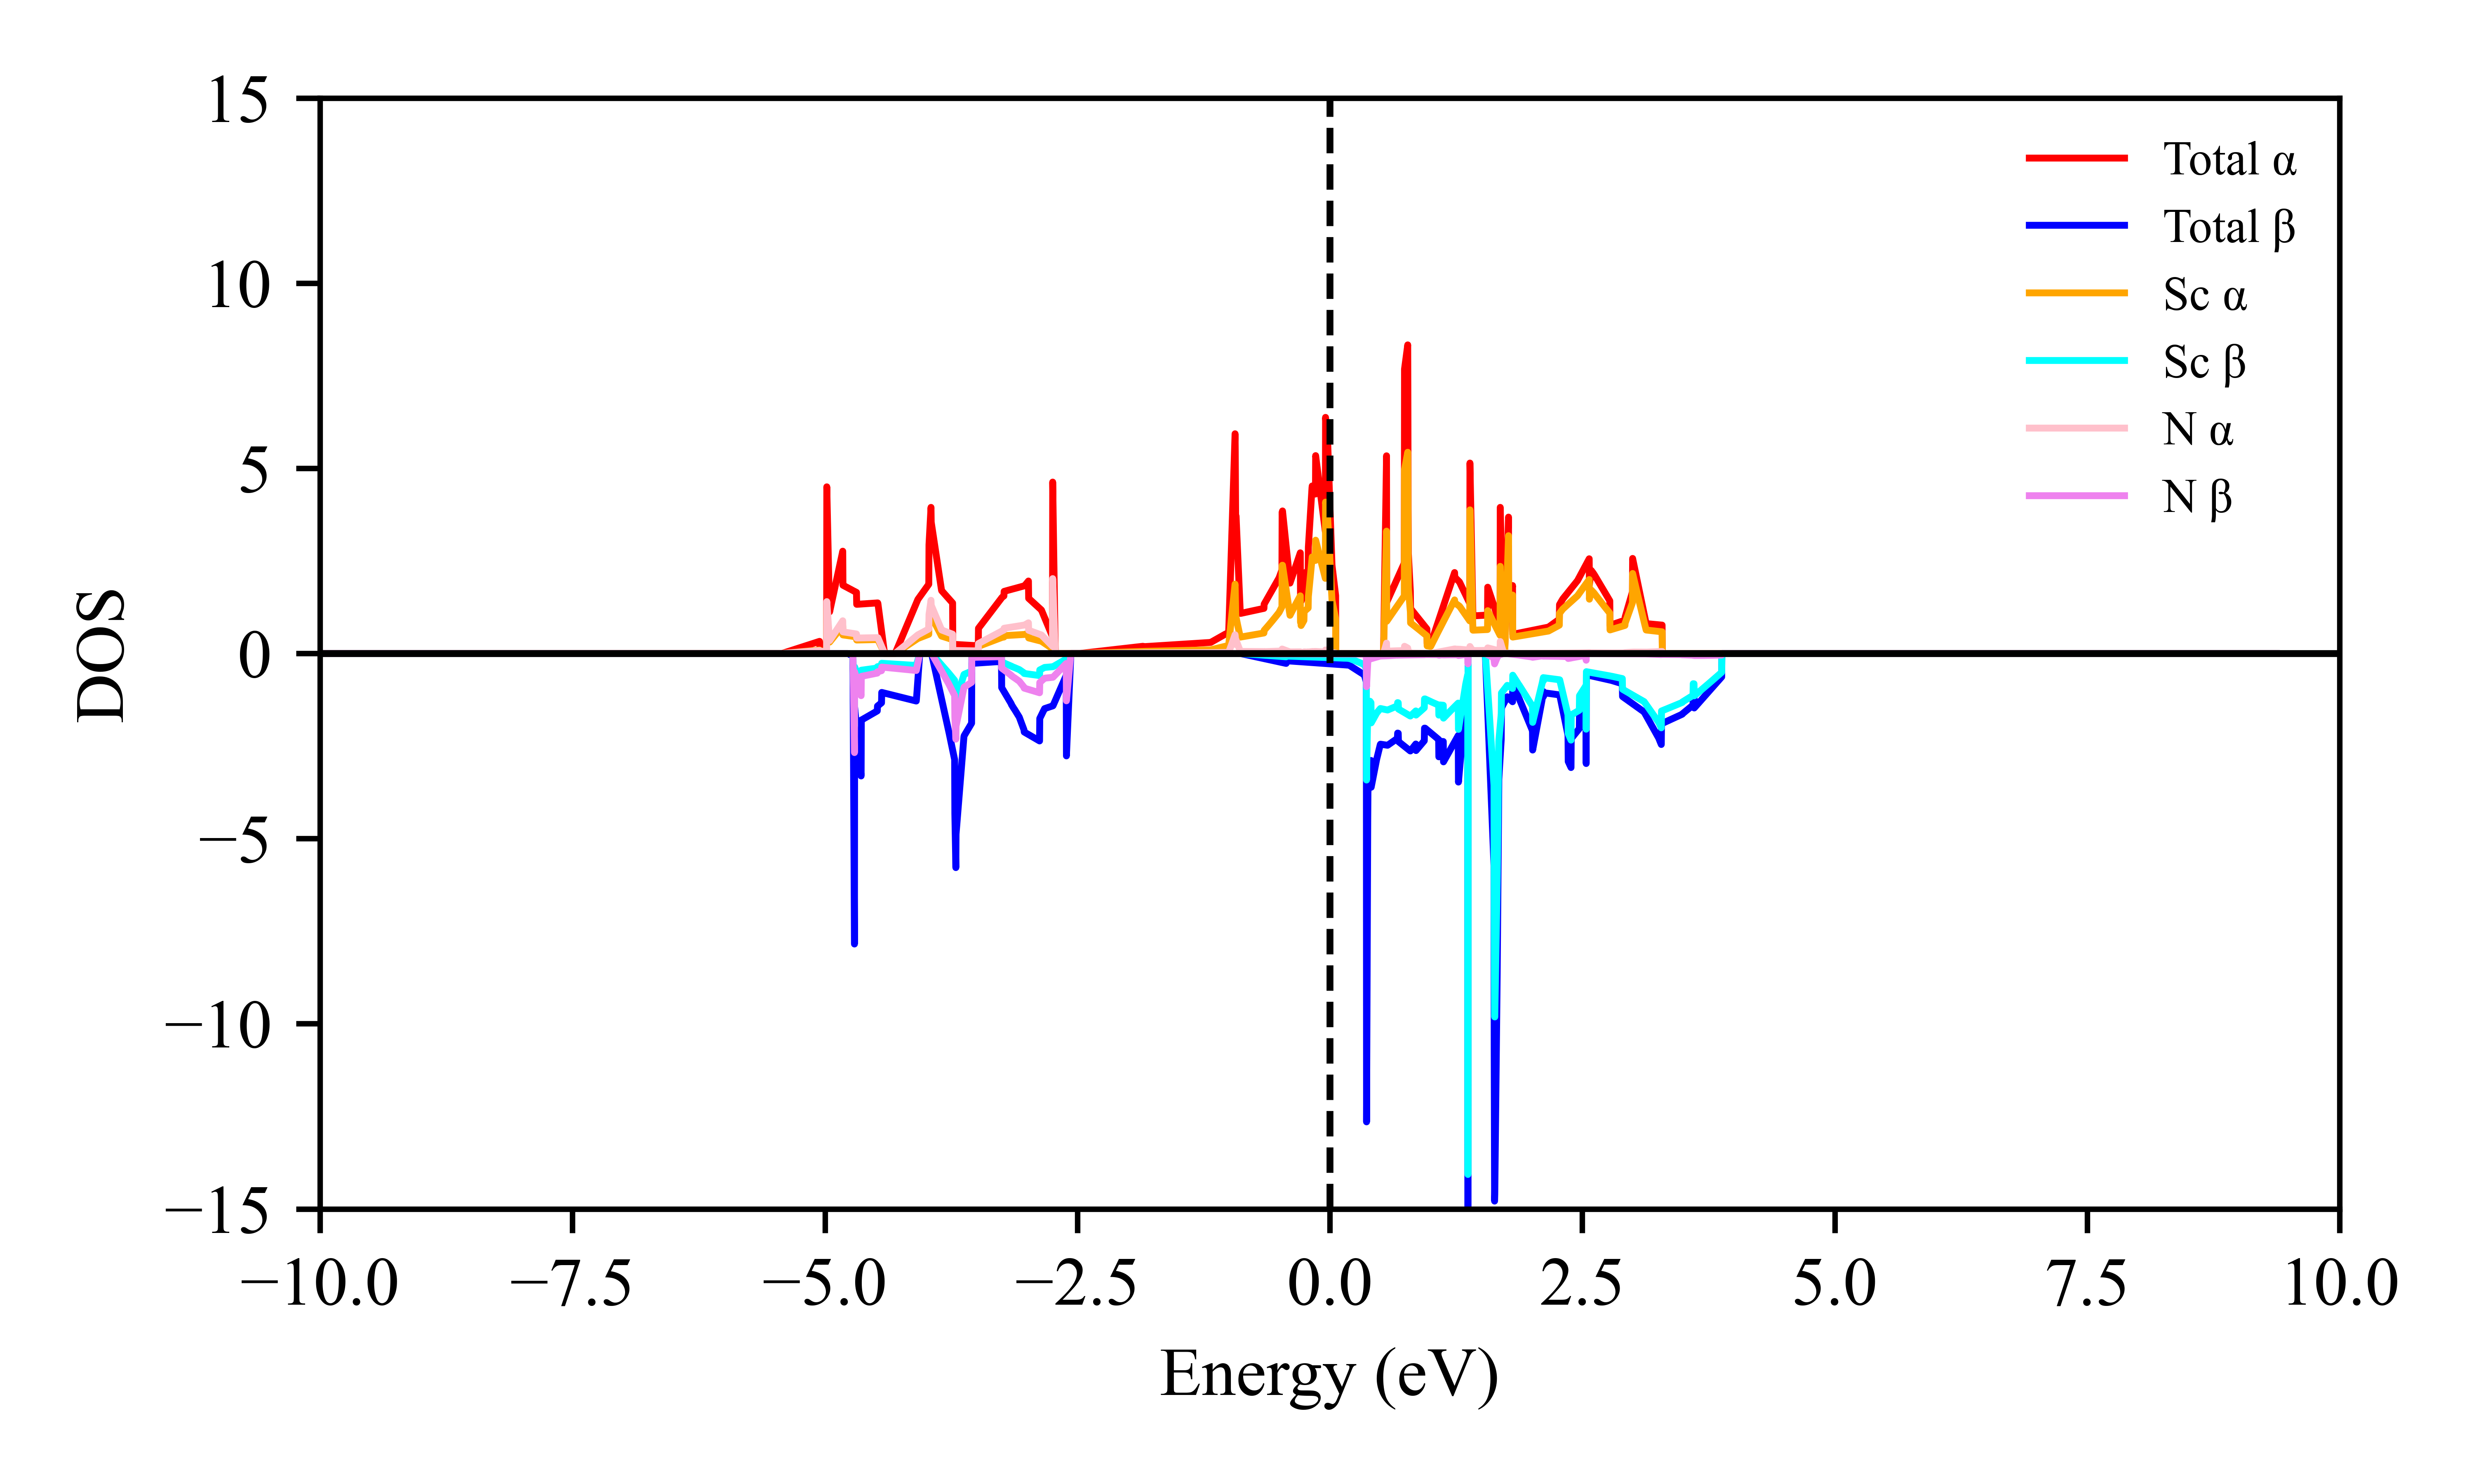 15
10
5
0
−5
−10
−15
DOS
−10.0
−7.5
−5.0
−2.5
0.0
2.5
5.0
7.5
10.0
Energy (eV)
Total α
Total β
Sc α
Sc β
N α
N β